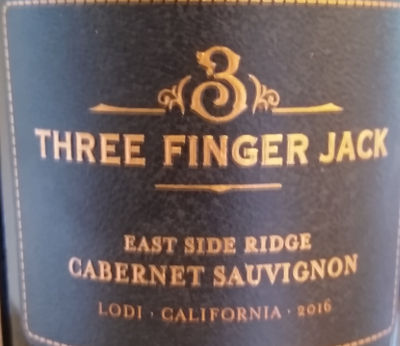 3
THREE FINGER JACK
EAST SIDE RIDGE
CABERNET SAUVIGNON
LODI · CALIFORNIA · 2016